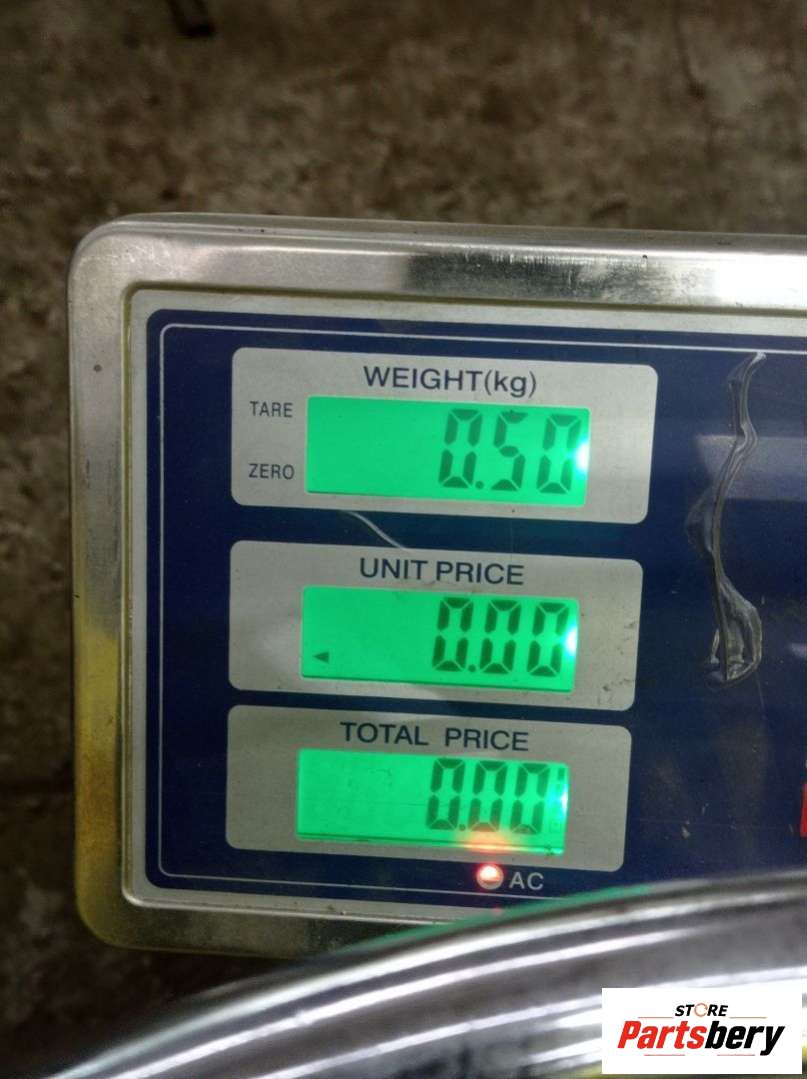 WEIGHT(kg)
TARE
0.50
ZERO
UNIT PRICE
0.00
TOTAL PRICE
0.00
AC
STORE
Partsbery